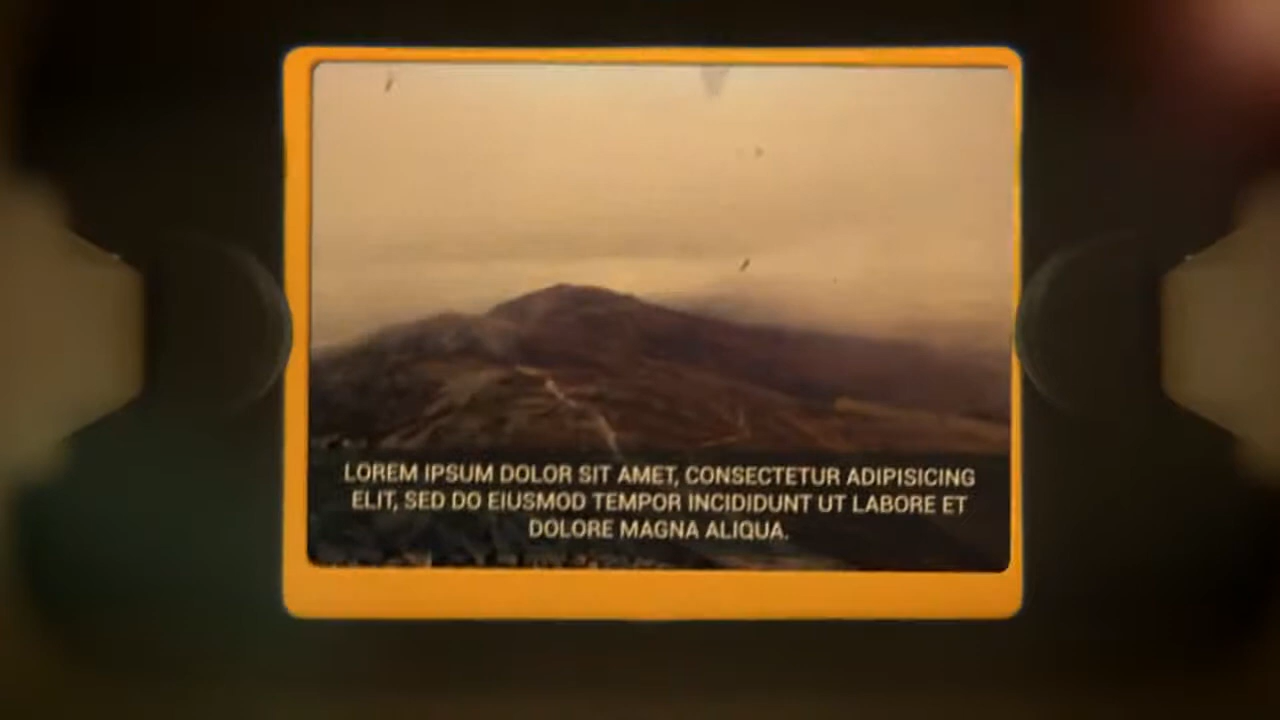 LOREM IPSUM DOLOR SIT AMET, CONSECTETUR ADIPISICING
ELIT, SED DO EIUSMOD TEMPOR INCIDIDUNT UT LABORE ET
DOLORE MAGNA ALIQUA.